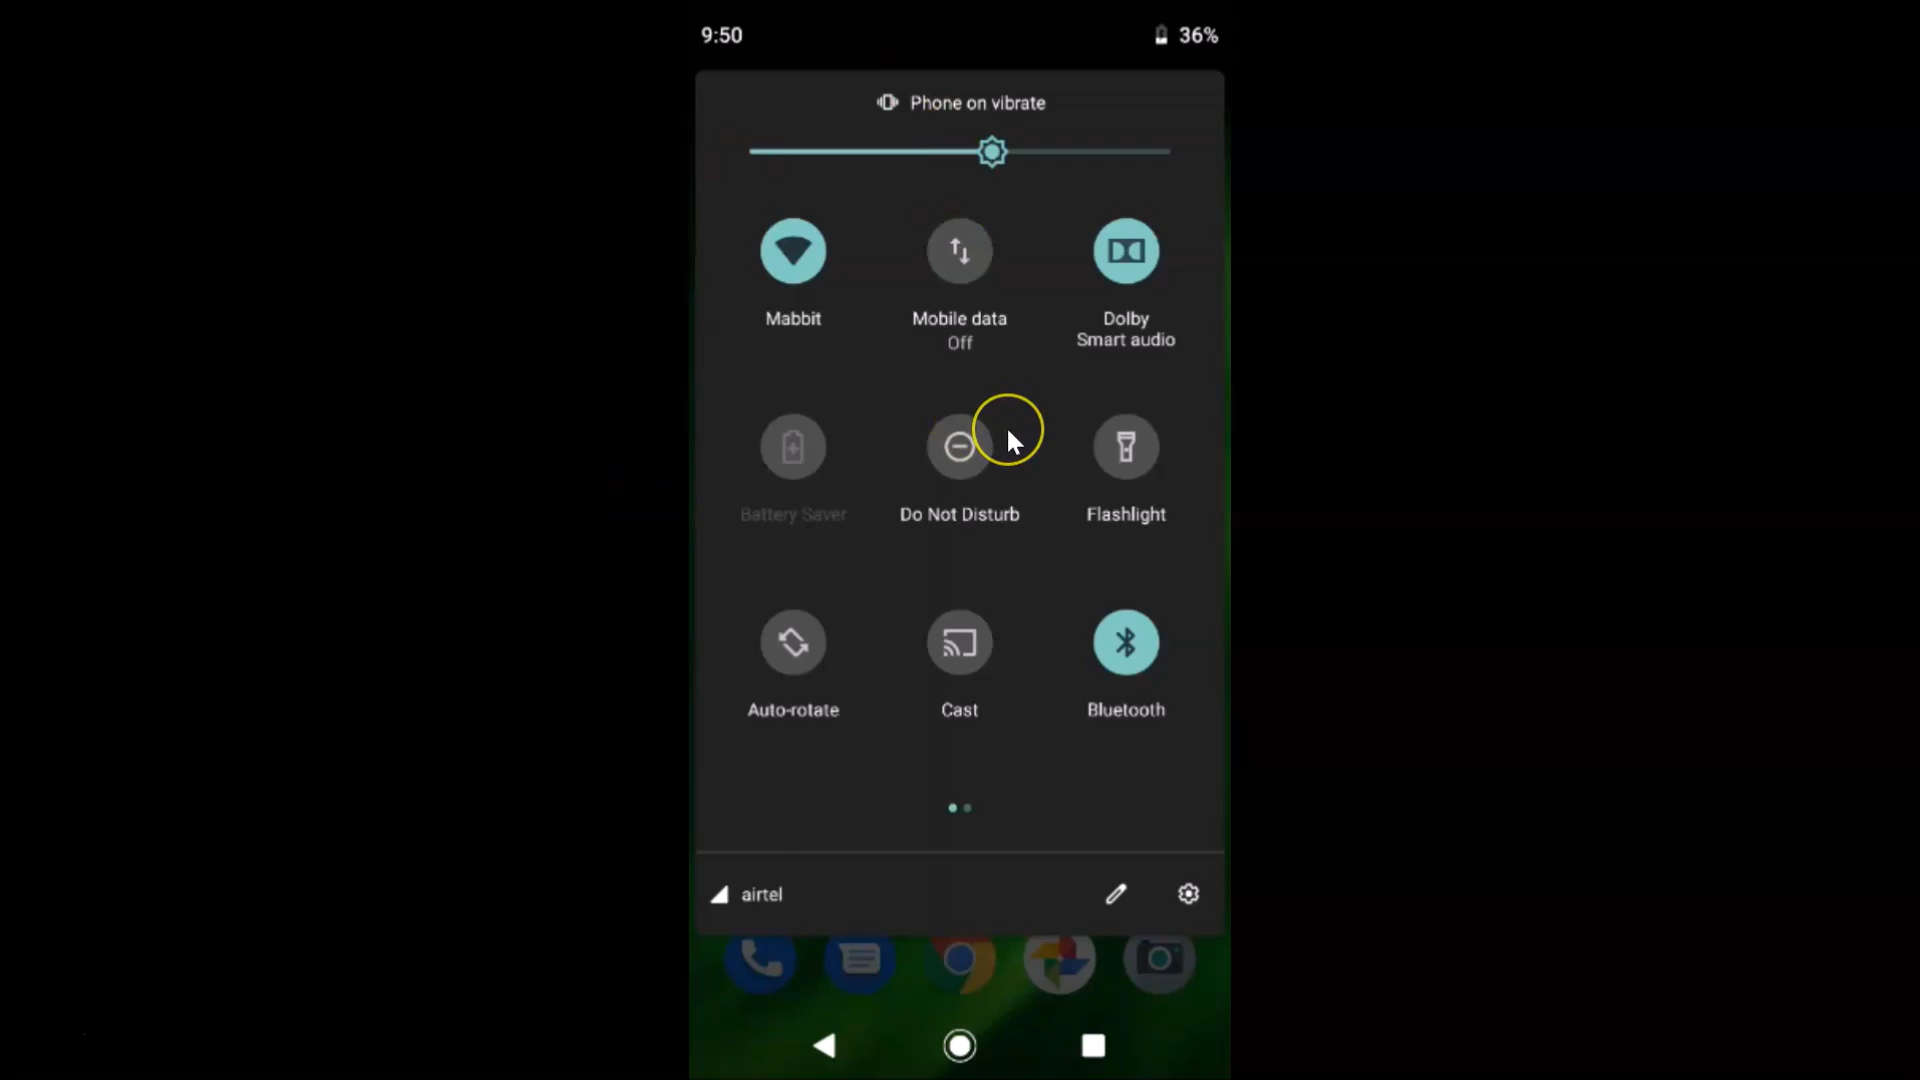 9:50
36%
Phone on vibrate
Mabbit
Mobile data
Off
Dolby
Smart audio
Battery Saver
Do Not Disturb
Flashlight
Auto-rotate
Cast
Bluetooth
airtel